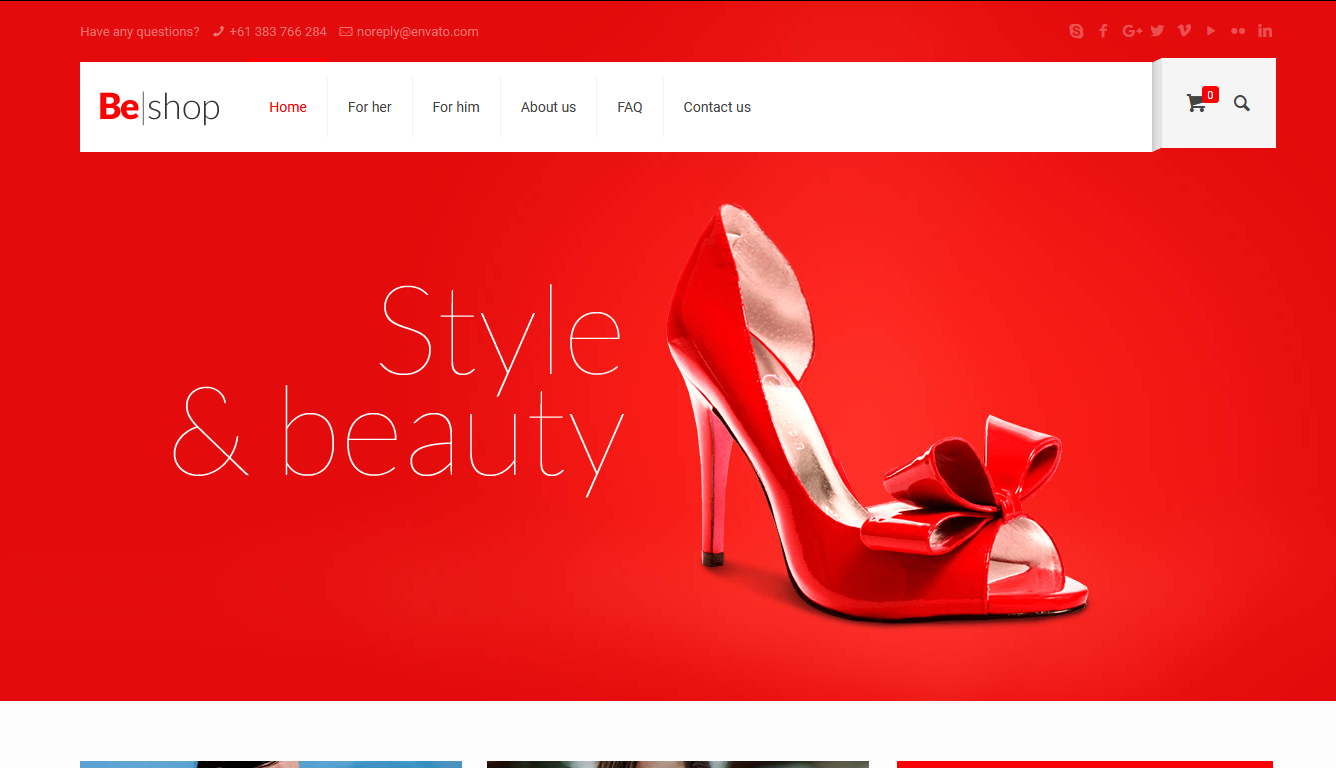 Have any questions? +61 383 766 284 noreply@envato.com
Be|shop Home For her For him About us FAQ Contact us 0
Style
& beauty